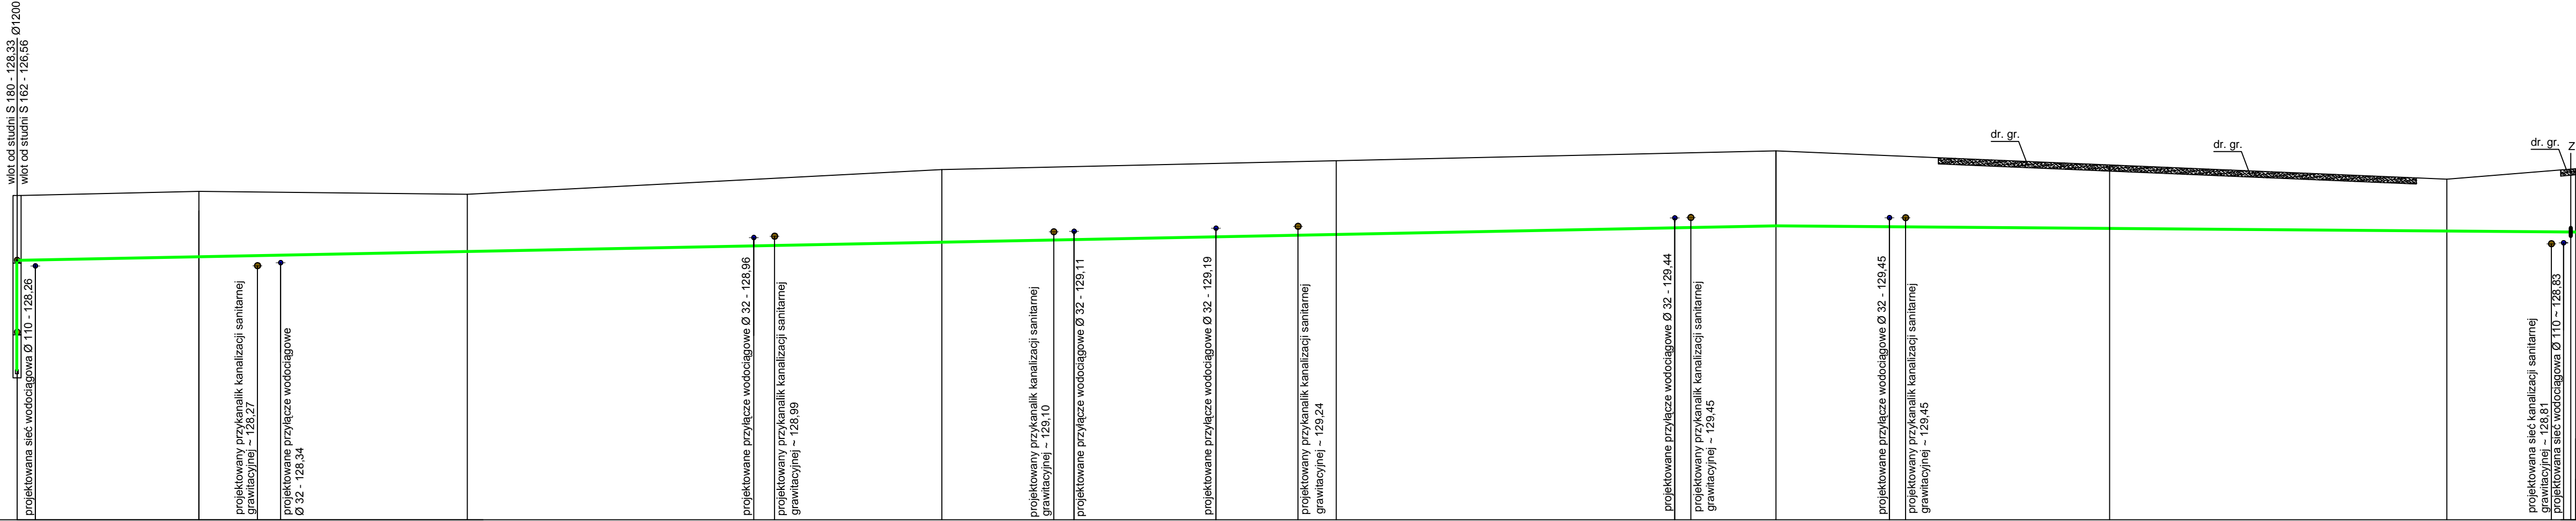 Ø1200
wlot od studni S 180 - 128,33
wlot od studni S 162 - 126,56
projektowana sieć wodociągowa Ø 110 - 128,26
projektowany przykanalik kanalizacji sanitarnej
grawitacyjnej ~ 128,27
projektowane przyłącze wodociągowe
Ø 32 - 128,34
projektowane przyłącze wodociągowe Ø 32 - 128,96
projektowany przykanalik kanalizacji sanitarnej
grawitacyjnej ~ 128,99
projektowany przykanalik kanalizacji sanitarnej
grawitacyjnej ~ 129,10
projektowane przyłącze wodociągowe Ø 32 - 129,11
projektowane przyłącze wodociągowe Ø 32 - 129,19
projektowany przykanalik kanalizacji sanitarnej
grawitacyjnej ~ 129,24
projektowane przyłącze wodociągowe Ø 32 - 129,44
projektowany przykanalik kanalizacji sanitarnej
grawitacyjnej ~ 129,45
projektowane przyłącze wodociągowe Ø 32 - 129,45
projektowany przykanalik kanalizacji sanitarnej
grawitacyjnej ~ 129,45
dr. gr.
dr. gr.
dr. gr.
Z
projektowana sieć kanalizacji sanitarnej
grawitacyjnej ~ 128,81
projektowana sieć wodociągowa Ø 110 ~ 128,83